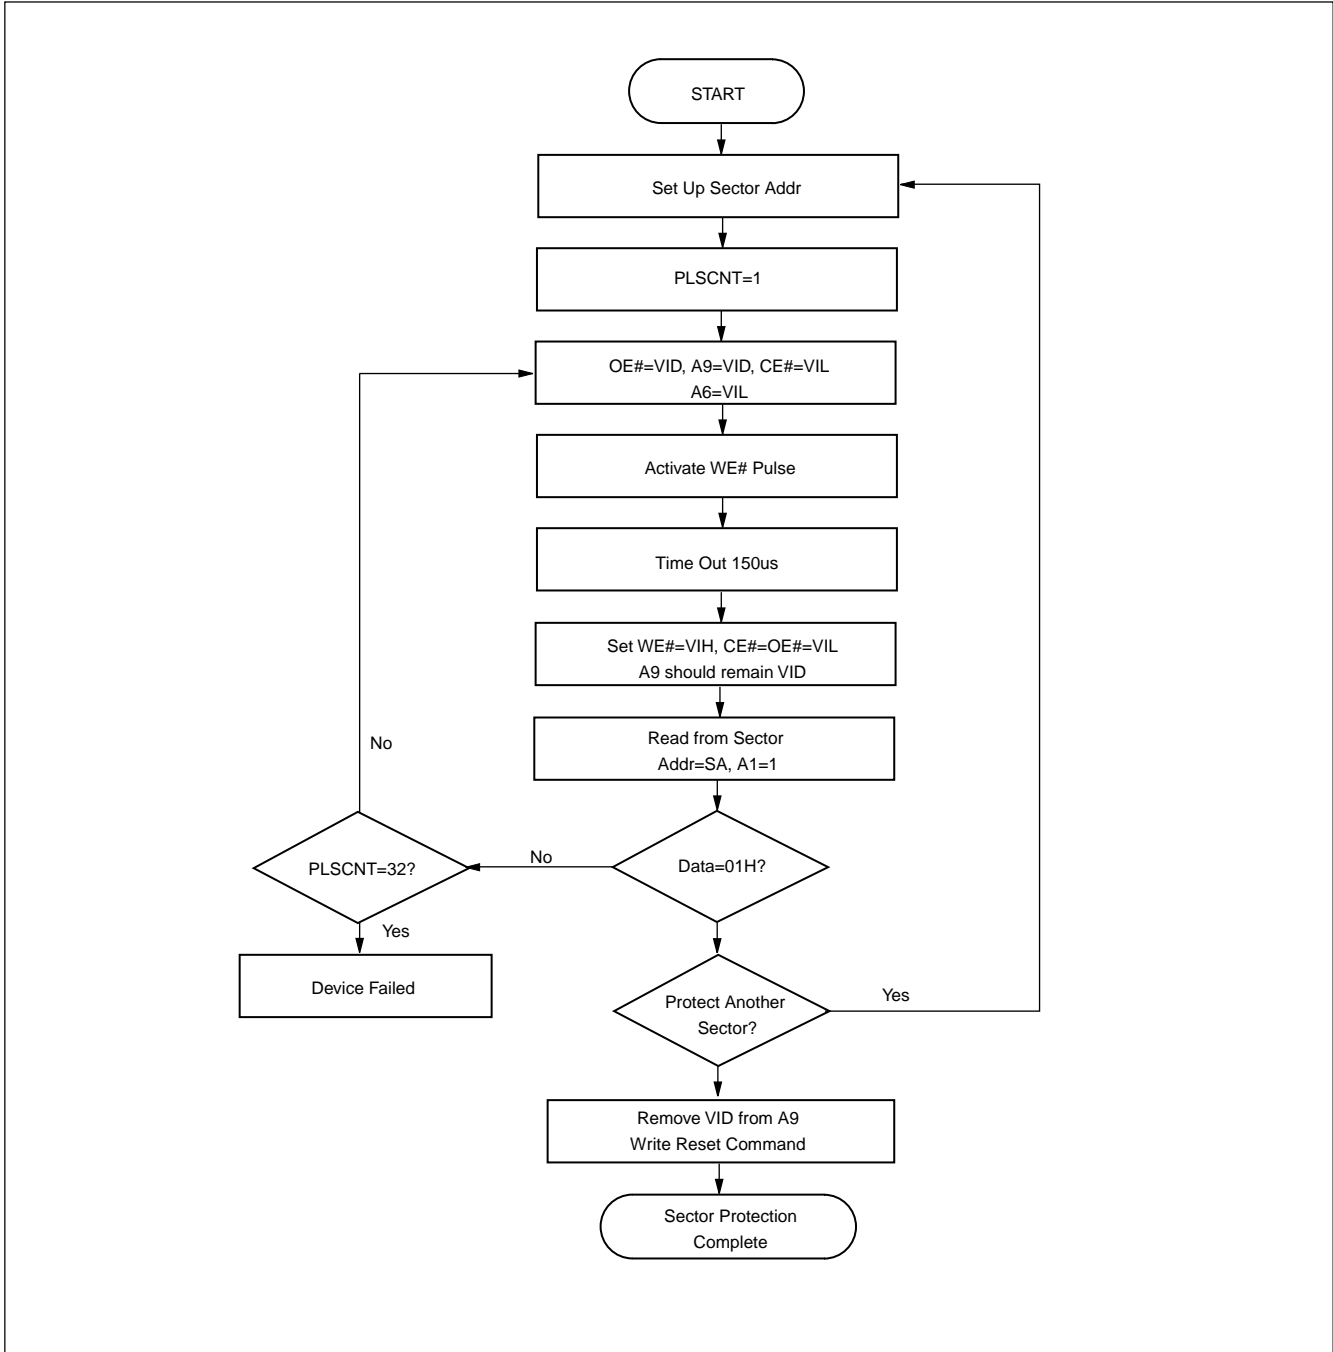 START
Set Up Sector Addr
PLSCNT=1
OE#=VID, A9=VID, CE#=VIL
A6=VIL
Activate WE# Pulse
Time Out 150us
Set WE#=VIH, CE#=OE#=VIL
A9 should remain VID
Read from Sector
Addr=SA, A1=1
No
PLSCNT=32?
No
Data=01H?
Yes
Device Failed
Protect Another
Sector?
Yes
Remove VID from A9
Write Reset Command
Sector Protection
Complete